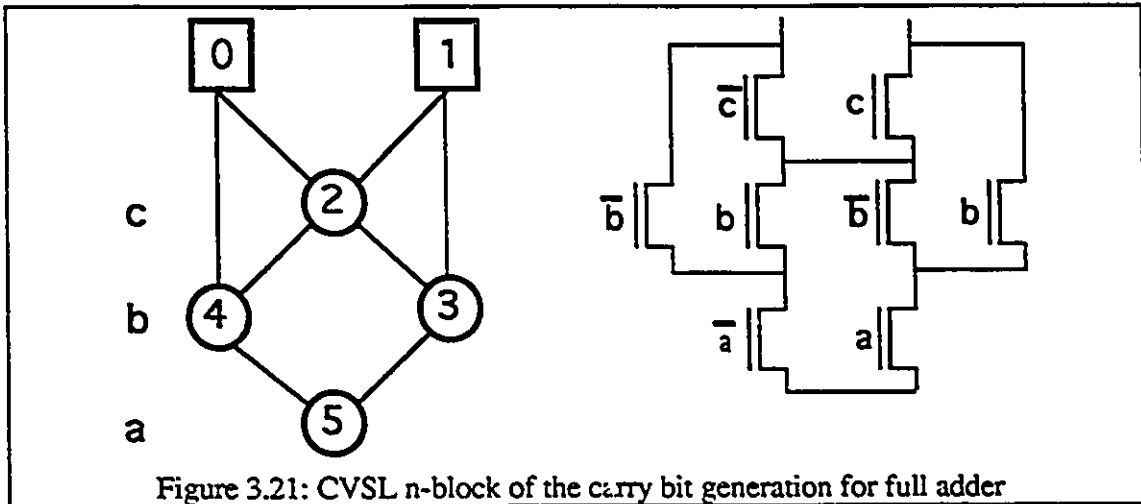 0 1
c̅ c
2
c
b̅ b b̅ b
4 3
b
a̅ a
5
a
Figure 3.21: CVSL n-block of the carry bit generation for full adder